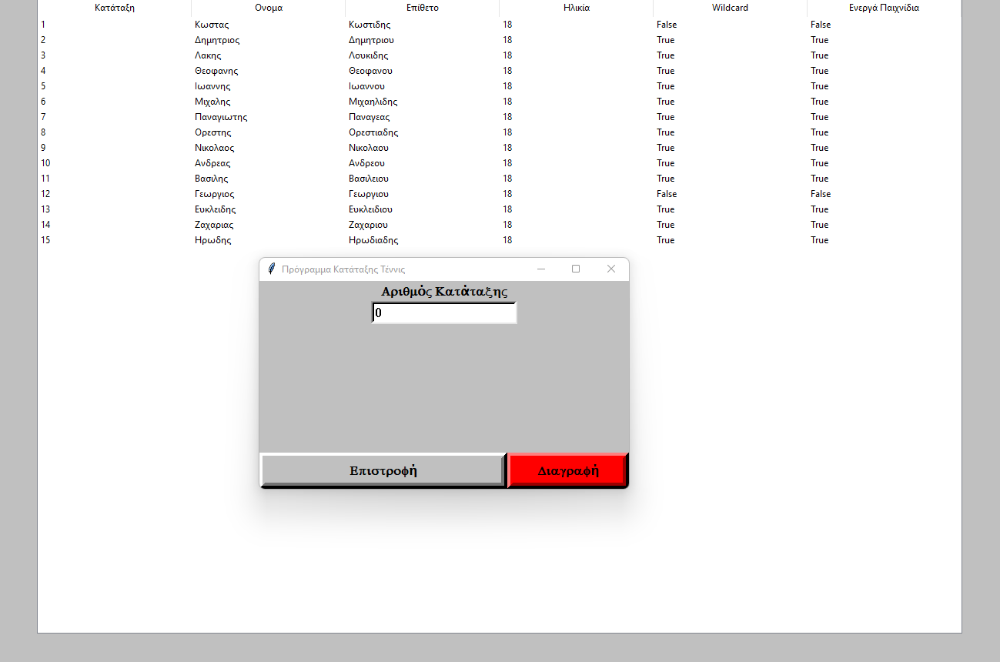 Κατάταξη Ονομα Επίθετο Ηλικία Wildcard Ενεργά Παιχνίδια
1 Κωστας Κωστιδης 18 False False
2 Δημητριος Δημητριου 18 True True
3 Λακης Λουκιδης 18 True True
4 Θεοφανης Θεοφανου 18 True True
5 Ιωαννης Ιωαννου 18 True True
6 Μιχαλης Μιχαηλιδης 18 True True
7 Παναγιωτης Παναγεας 18 True True
8 Ορεστης Ορεστιαδης 18 True True
9 Νικολαος Νικολαου 18 True True
10 Ανδρεας Ανδρεου 18 True True
11 Βασιλης Βασιλειου 18 True True
12 Γεωργιος Γεωργιου 18 False False
13 Ευκλειδης Ευκλειδιου 18 True True
14 Ζαχαριας Ζαχαριου 18 True True
15 Ηρωδης Ηρωδιαδης 18 True True
Πρόγραμμα Κατάταξης Τέννις
Αριθμός Κατάταξης
0
Επιστροφή Διαγραφή